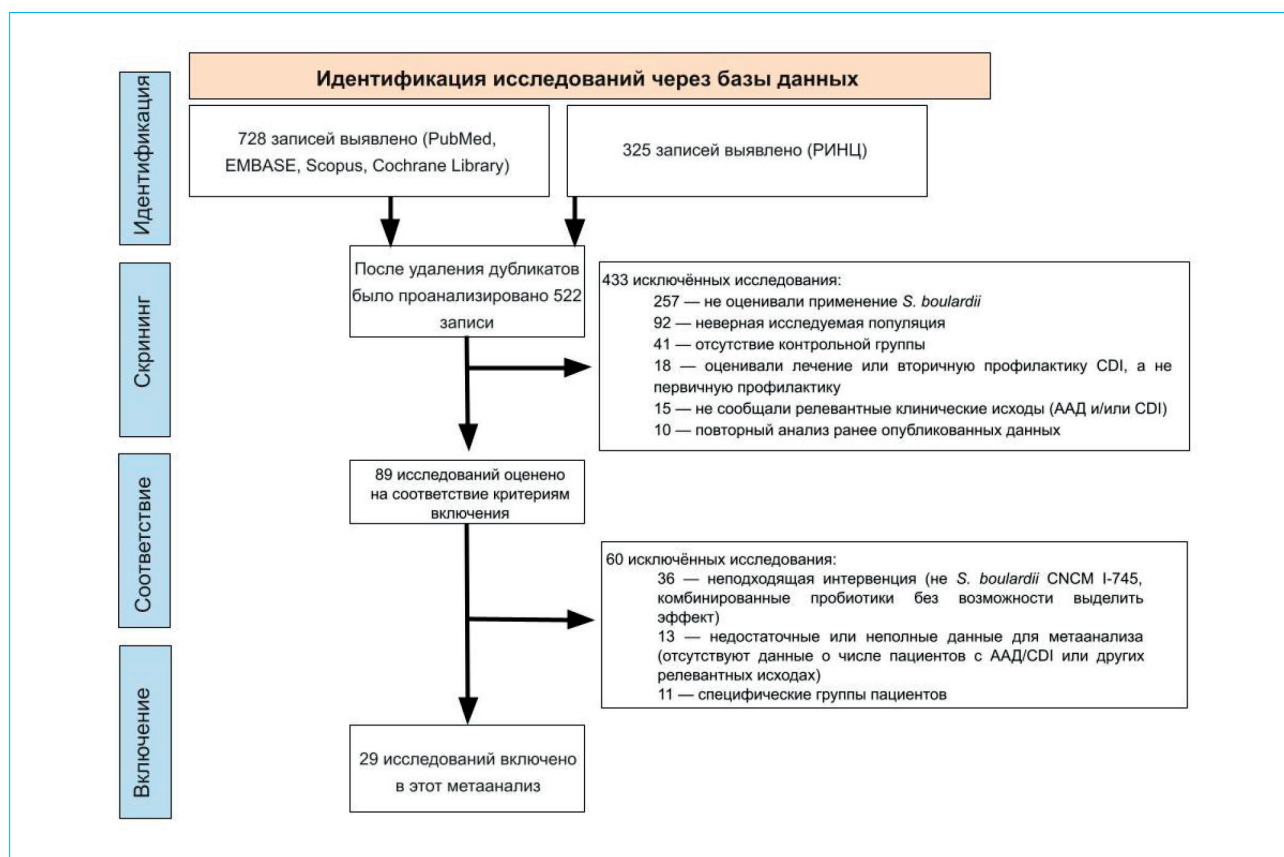 Идентификация исследований через базы данных
Идентификация
728 записей выявлено (PubMed,
EMBASE, Scopus, Cochrane Library)
325 записей выявлено (РИНЦ)
Скрининг
После удаления дубликатов
было проанализировано 522
записи
433 исключённых исследования:
257 — не оценивали применение S. boulardii
92 — неверная исследуемая популяция
41 — отсутствие контрольной группы
18 — оценивали лечение или вторичную профилактику CDI, а не
первичную профилактику
15 — не сообщали релевантные клинические исходы (ААД и/или CDI)
10 — повторный анализ ранее опубликованных данных
Соответствие
89 исследований оценено
на соответствие критериям
включения
60 исключённых исследования:
36 — неподходящая интервенция (не S. boulardii CNCM I-745,
комбинированные пробиотики без возможности выделить
эффект)
13 — недостаточные или неполные данные для метаанализа
(отсутствуют данные о числе пациентов с ААД/CDI или других
релевантных исходах)
11 — специфические группы пациентов
Включение
29 исследований включено
в этот метаанализ